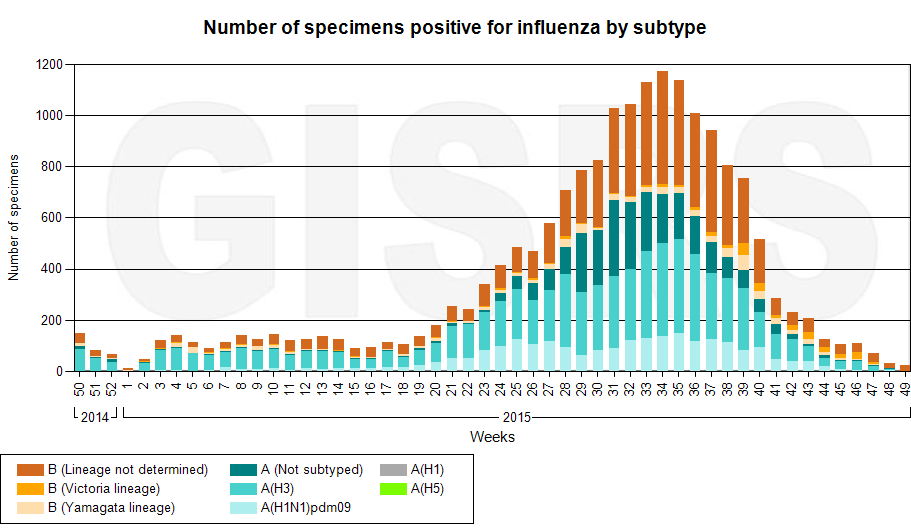 Number of specimens positive for influenza by subtype
GISRS
Number of specimens
1200
1000
800
600
400
200
0
50 51 52 1 2 3 4 5 6 7 8 9 10 11 12 13 14 15 16 17 18 19 20 21 22 23 24 25 26 27 28 29 30 31 32 33 34 35 36 37 38 39 40 41 42 43 44 45 46 47 48 49
2014 2015
Weeks
B (Lineage not determined) A (Not subtyped) A(H1)
B (Victoria lineage) A(H3) A(H5)
B (Yamagata lineage) A(H1N1)pdm09